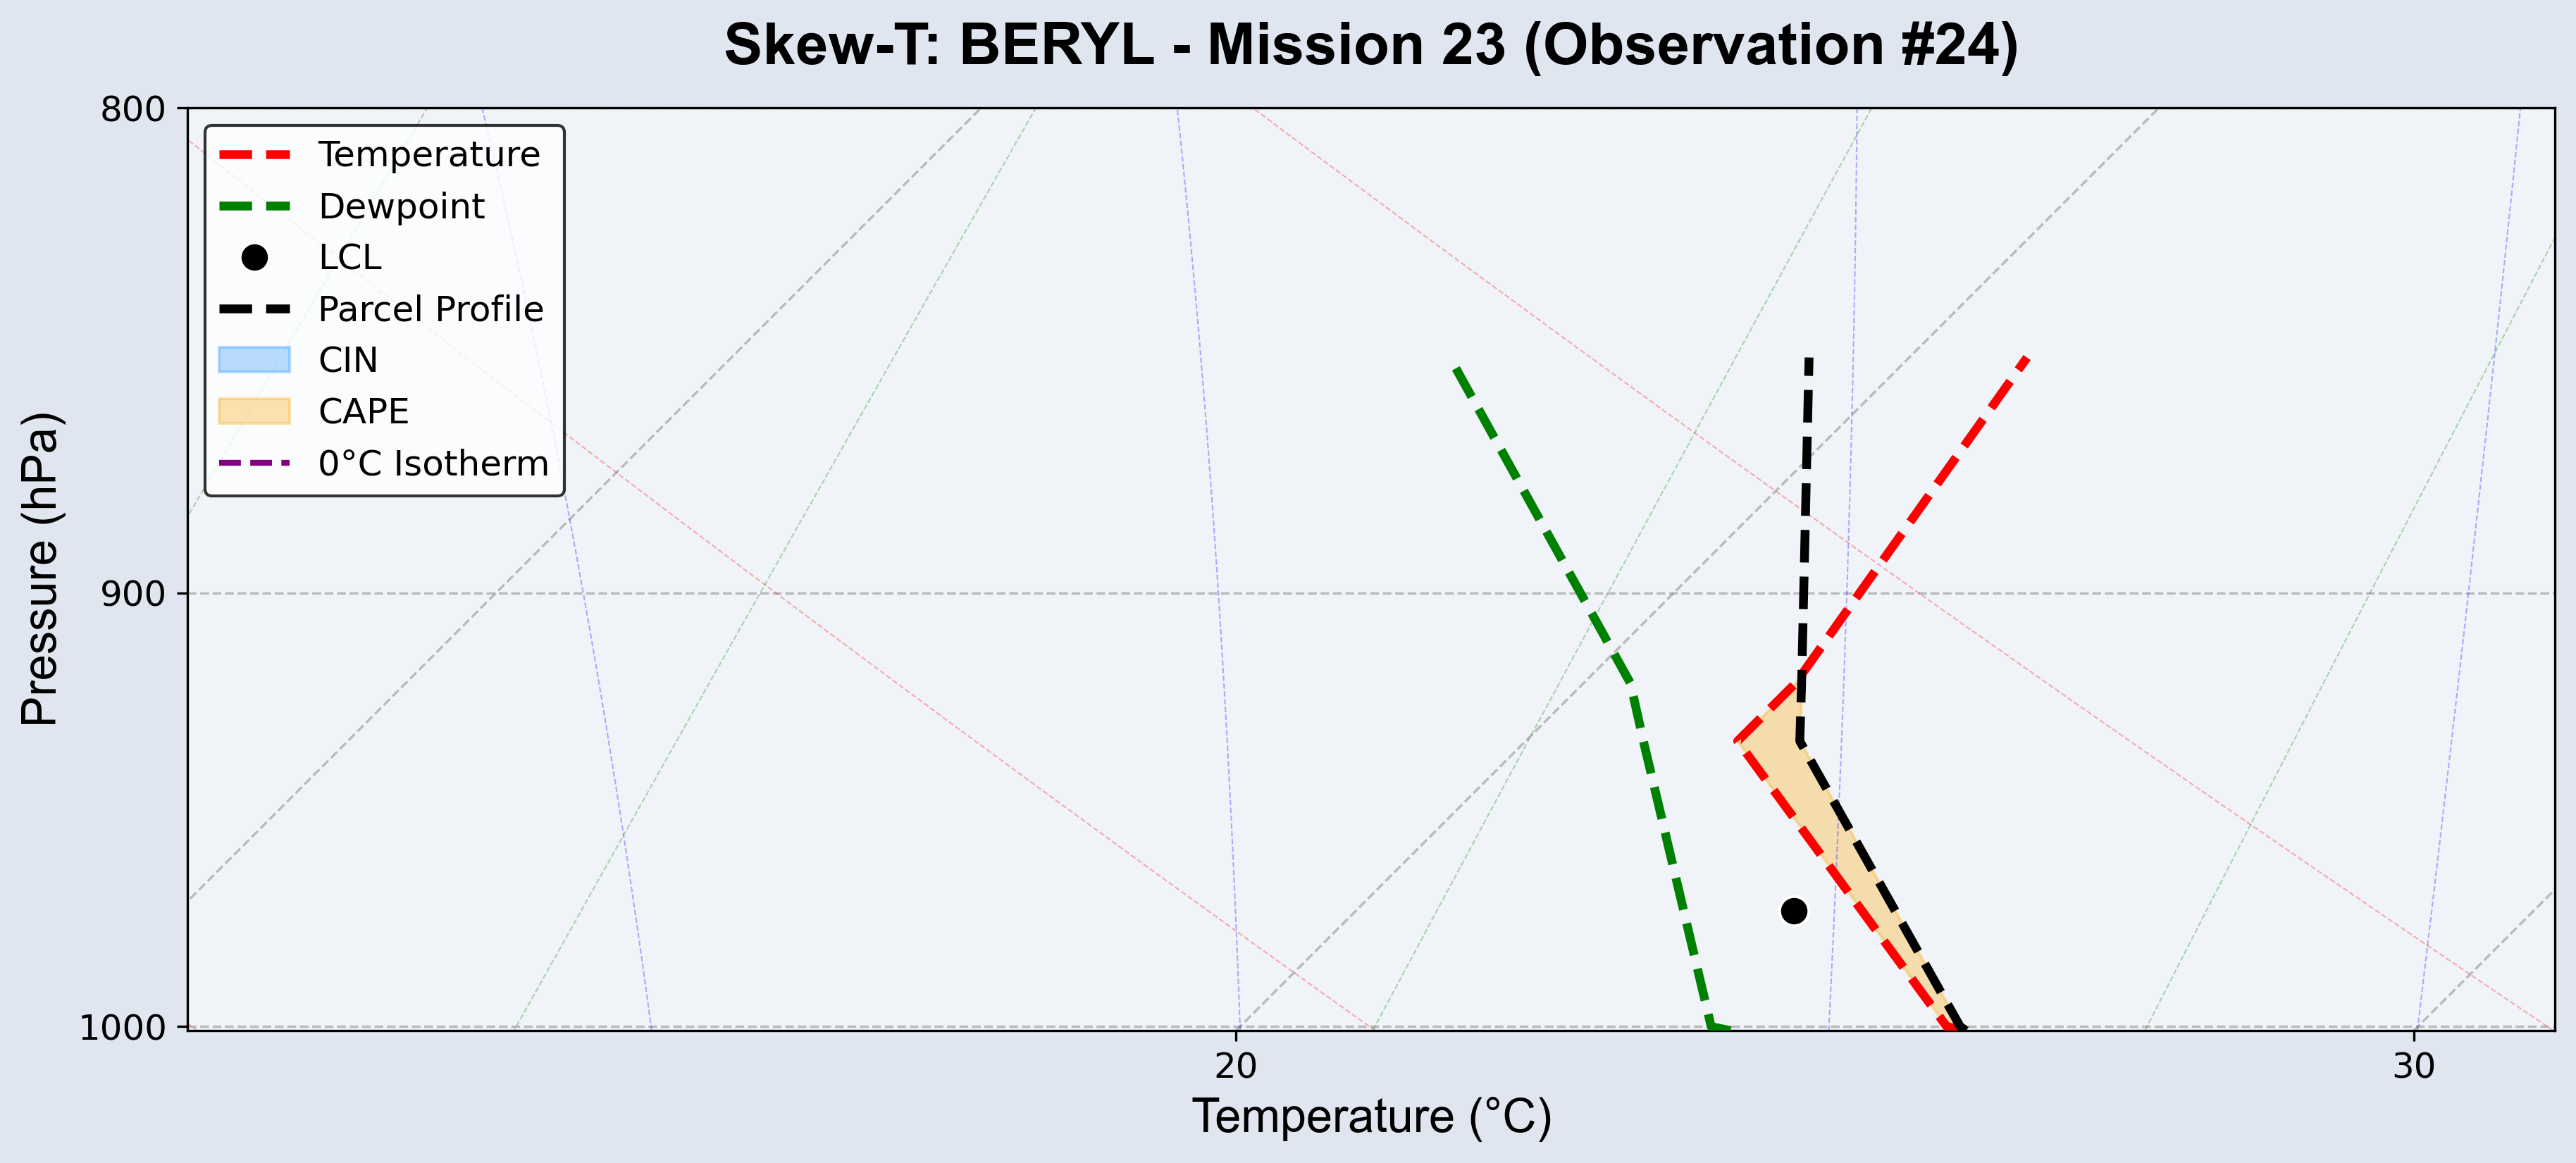 Skew-T: BERYL - Mission 23 (Observation #24)
800
900
1000
Pressure (hPa)
Temperature
Dewpoint
LCL
Parcel Profile
CIN
CAPE
0°C Isotherm
20
30
Temperature (°C)